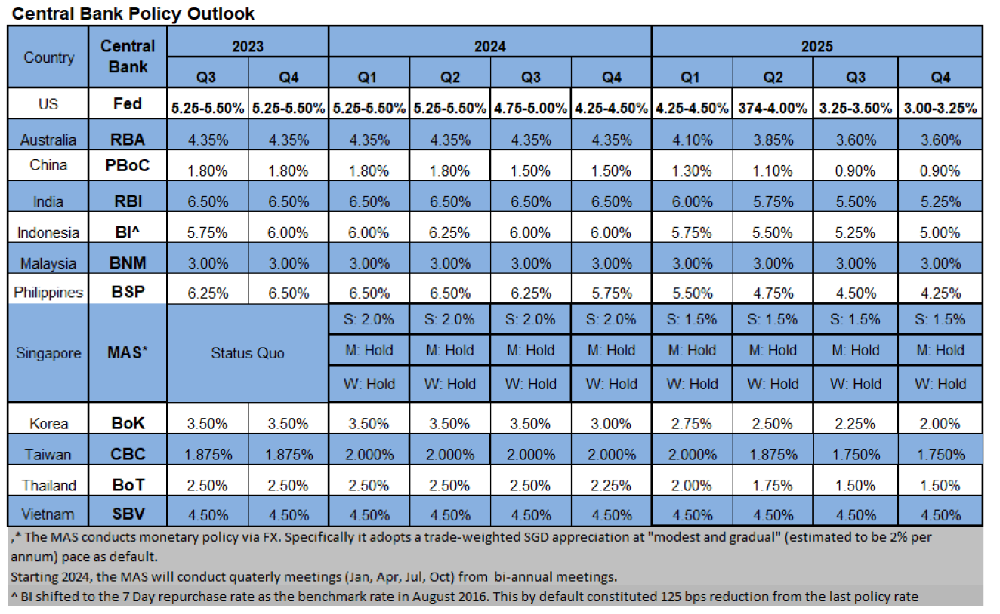 Central Bank Policy Outlook
Country Central Bank 2023 2024 2025
Q3 Q4 Q1 Q2 Q3 Q4 Q1 Q2 Q3 Q4
US Fed 5.25-5.50% 5.25-5.50% 5.25-5.50% 5.25-5.50% 4.75-5.00% 4.25-4.50% 4.25-4.50% 374-4.00% 3.25-3.50% 3.00-3.25%
Australia RBA 4.35% 4.35% 4.35% 4.35% 4.35% 4.35% 4.10% 3.85% 3.60% 3.60%
China PBoC 1.80% 1.80% 1.80% 1.80% 1.50% 1.50% 1.30% 1.10% 0.90% 0.90%
India RBI 6.50% 6.50% 6.50% 6.50% 6.50% 6.50% 6.00% 5.75% 5.50% 5.25%
Indonesia BI^ 5.75% 6.00% 6.00% 6.25% 6.00% 6.00% 5.75% 5.50% 5.25% 5.00%
Malaysia BNM 3.00% 3.00% 3.00% 3.00% 3.00% 3.00% 3.00% 3.00% 3.00% 3.00%
Philippines BSP 6.25% 6.50% 6.50% 6.50% 6.25% 5.75% 5.50% 4.75% 4.50% 4.25%
Singapore MAS* Status Quo S: 2.0% S: 2.0% S: 2.0% S: 2.0% S: 1.5% S: 1.5% S: 1.5% S: 1.5%
M: Hold M: Hold M: Hold M: Hold M: Hold M: Hold M: Hold M: Hold
W: Hold W: Hold W: Hold W: Hold W: Hold W: Hold W: Hold W: Hold
Korea BoK 3.50% 3.50% 3.50% 3.50% 3.50% 3.00% 2.75% 2.50% 2.25% 2.00%
Taiwan CBC 1.875% 1.875% 2.000% 2.000% 2.000% 2.000% 2.000% 1.875% 1.750% 1.750%
Thailand BoT 2.50% 2.50% 2.50% 2.50% 2.50% 2.25% 2.00% 1.75% 1.50% 1.50%
Vietnam SBV 4.50% 4.50% 4.50% 4.50% 4.50% 4.50% 4.50% 4.50% 4.50% 4.50%
,* The MAS conducts monetary policy via FX. Specifically it adopts a trade-weighted SGD appreciation at "modest and gradual" (estimated to be 2% per
annum) pace as default.
Starting 2024, the MAS will conduct quaterly meetings (Jan, Apr, Jul, Oct) from bi-annual meetings.
^ BI shifted to the 7 Day repurchase rate as the benchmark rate in August 2016. This by default constituted 125 bps reduction from the last policy rate